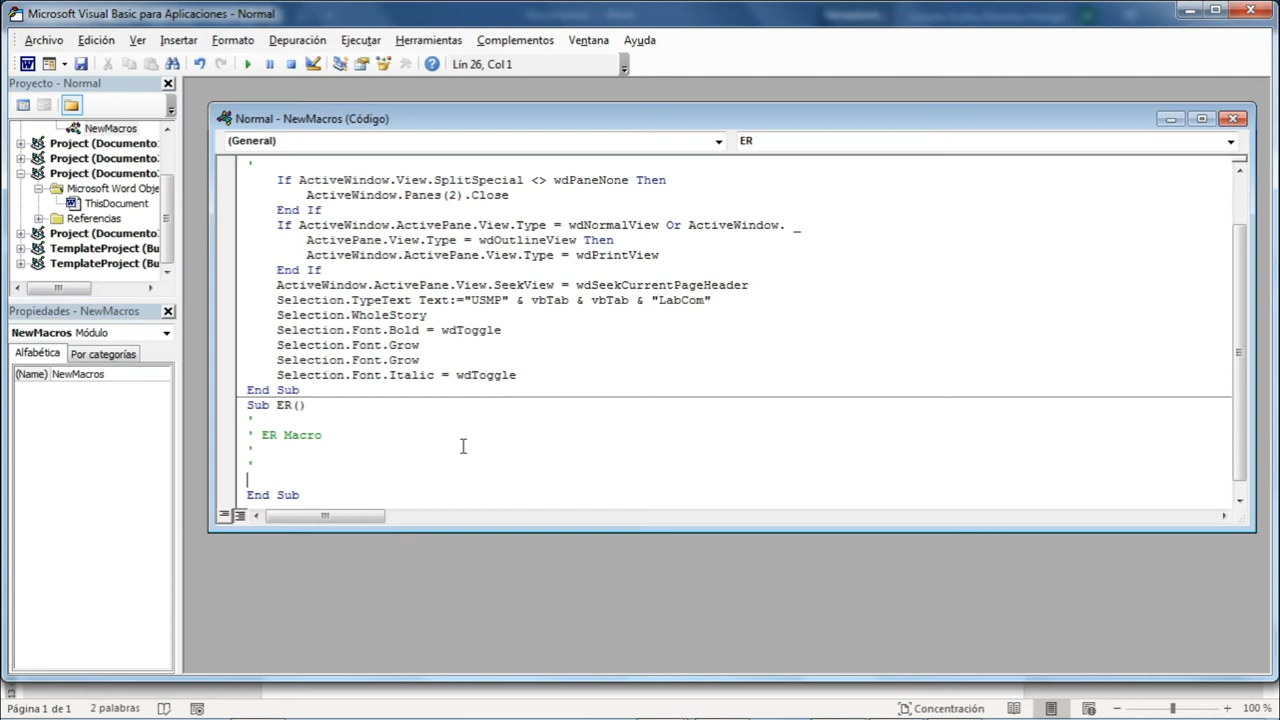 Microsoft Visual Basic para Aplicaciones - Normal
Archivo Edición Ver Insertar Formato Depuración Ejecutar Herramientas Complementos Ventana Ayuda
Lín 26, Col 1
Proyecto - Normal
NewMacros
Project (Documento
Project (Documento
Project (Documento
Microsoft Word Obje
ThisDocument
Referencias
Project (Documento
TemplateProject (Bu
TemplateProject (Bu
Propiedades - NewMacros
NewMacros Módulo
Alfabética Por categorías
(Name) NewMacros
Normal - NewMacros (Código)
(General) ER
'
If ActiveWindow.View.SplitSpecial <> wdPaneNone Then
ActiveWindow.Panes(2).Close
End If
If ActiveWindow.ActivePane.View.Type = wdNormalView Or ActiveWindow. _
ActivePane.View.Type = wdOutlineView Then
ActiveWindow.ActivePane.View.Type = wdPrintView
End If
ActiveWindow.ActivePane.View.SeekView = wdSeekCurrentPageHeader
Selection.TypeText Text:="USMP" & vbTab & vbTab & "LabCom"
Selection.WholeStory
Selection.Font.Bold = wdToggle
Selection.Font.Grow
Selection.Font.Grow
Selection.Font.Italic = wdToggle
End Sub
Sub ER()
'
' ER Macro
'
'
End Sub
Página 1 de 1 2 palabras Concentración 100 %